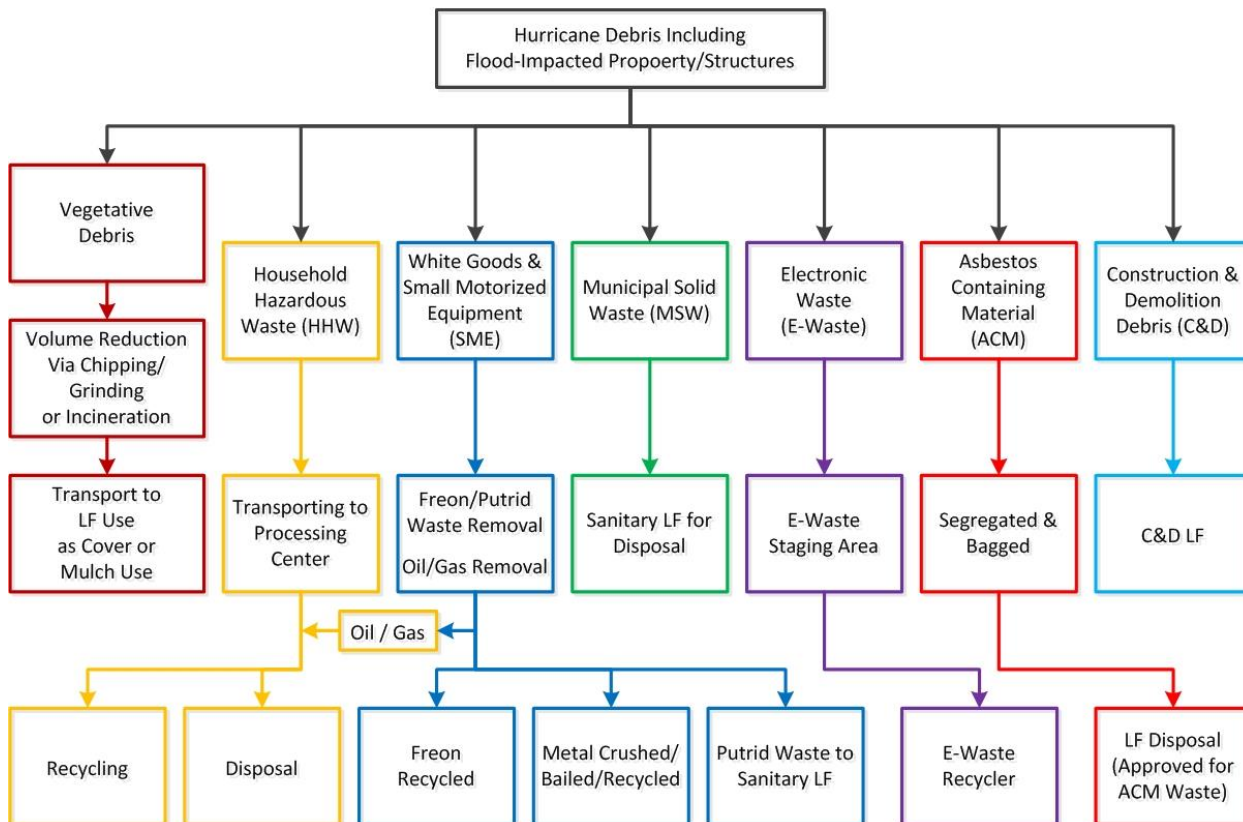 Hurricane Debris Including
Flood-Impacted Propoerty/Structures
Vegetative
Debris
Household
Hazardous
Waste (HHW)
White Goods &
Small Motorized
Equipment
(SME)
Municipal Solid
Waste (MSW)
Electronic
Waste
(E-Waste)
Asbestos
Containing
Material
(ACM)
Construction &
Demolition
Debris (C&D)
Volume Reduction
Via Chipping/
Grinding
or Incineration
Transport to
LF Use
as Cover or
Mulch Use
Transporting to
Processing
Center
Freon/Putrid
Waste Removal
Oil/Gas Removal
Sanitary LF for
Disposal
E-Waste
Staging Area
Segregated &
Bagged
C&D LF
Oil / Gas
Recycling
Disposal
Freon
Recycled
Metal Crushed/
Bailed/Recycled
Putrid Waste to
Sanitary LF
E-Waste
Recycler
LF Disposal
(Approved for
ACM Waste)